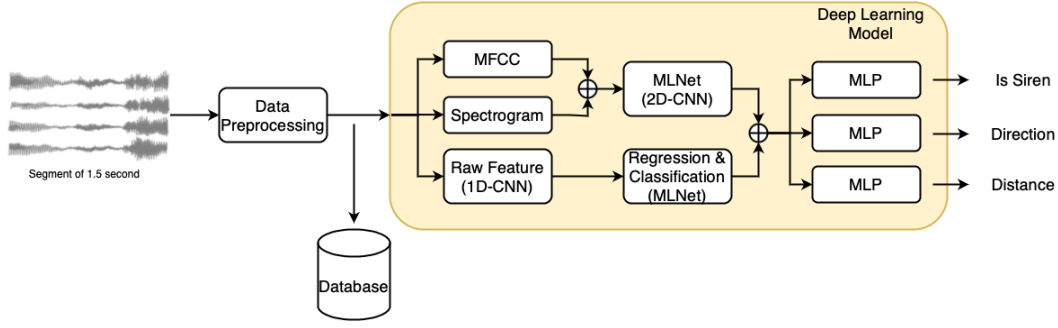 Deep Learning
Model
MFCC
MLNet
(2D-CNN)
MLP
Is Siren
Data
Preprocessing
Spectrogram
MLP
Direction
Segment of 1.5 second
Raw Feature
(1D-CNN)
Regression &
Classification
(MLNet)
MLP
Distance
Database